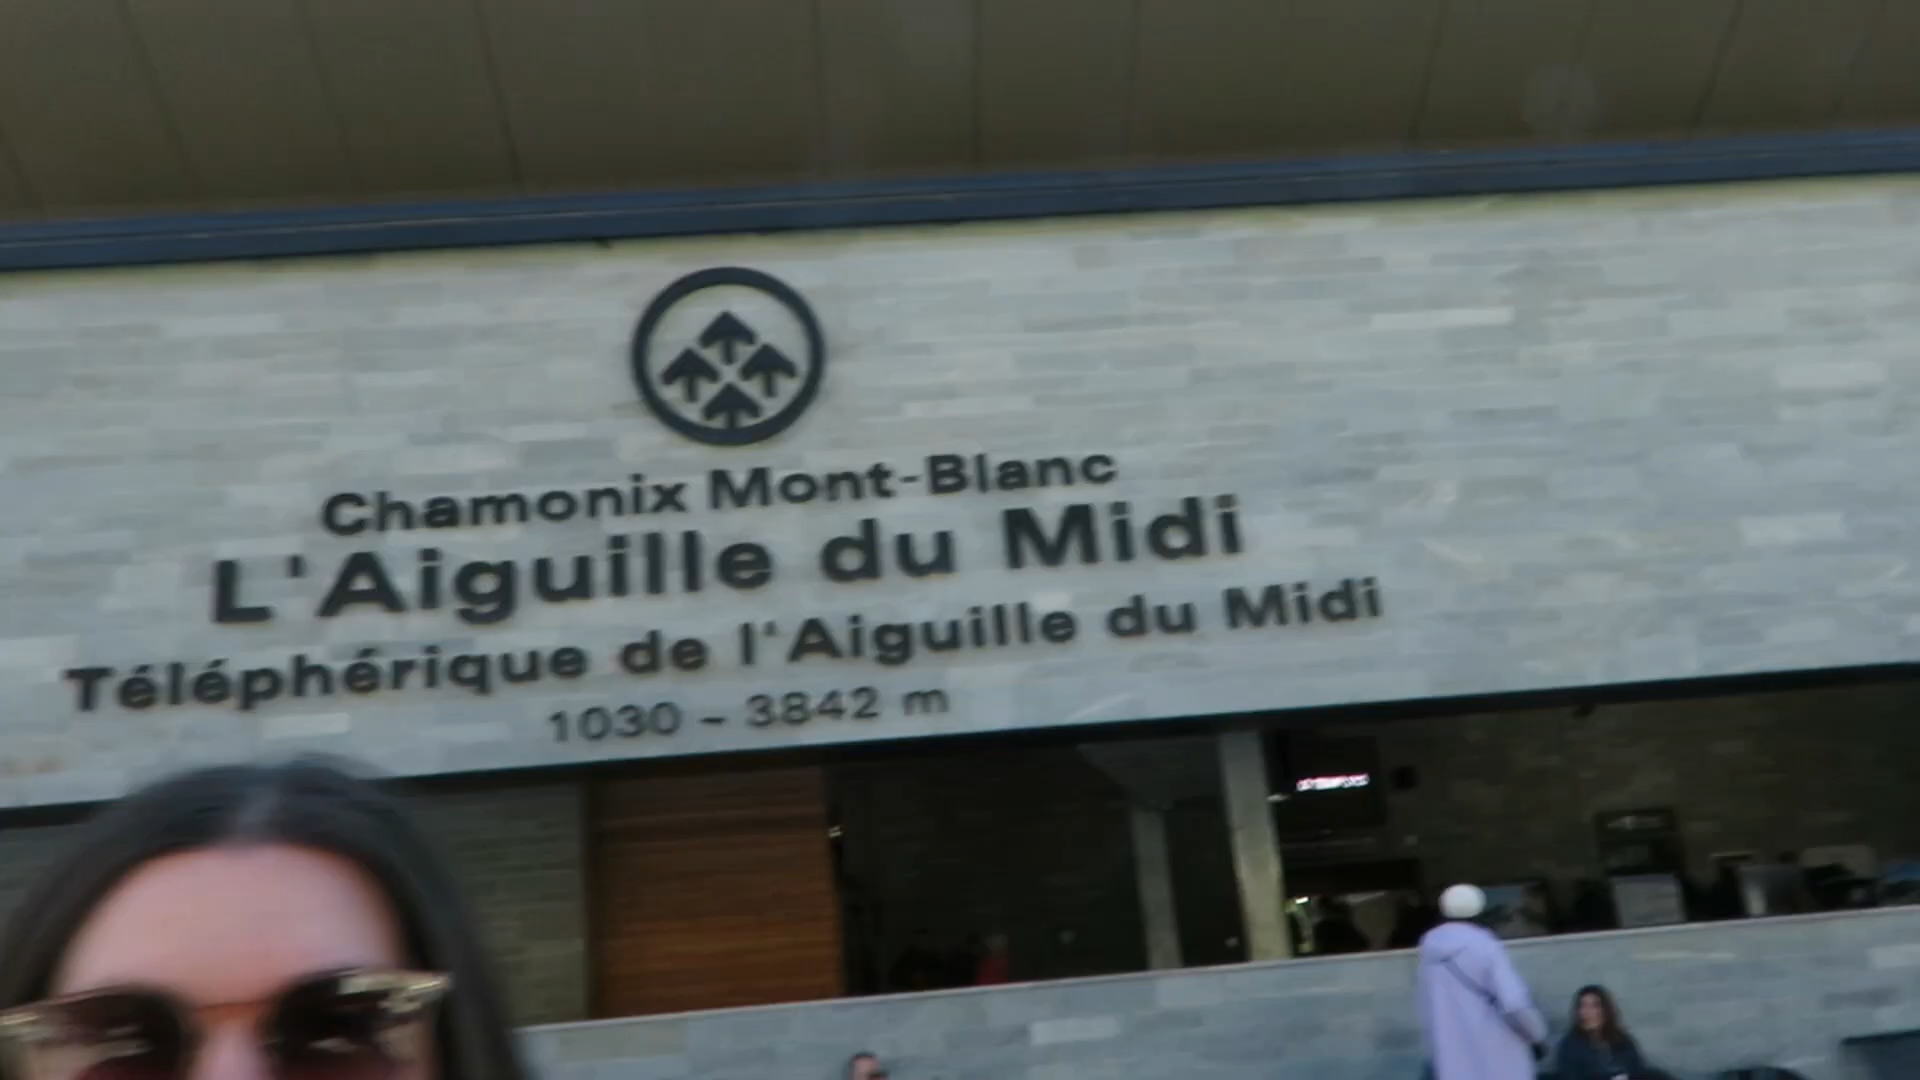 Chamonix Mont-Blanc
L'Aiguille du Midi
Téléphérique de l'Aiguille du Midi
1030 - 3842 m